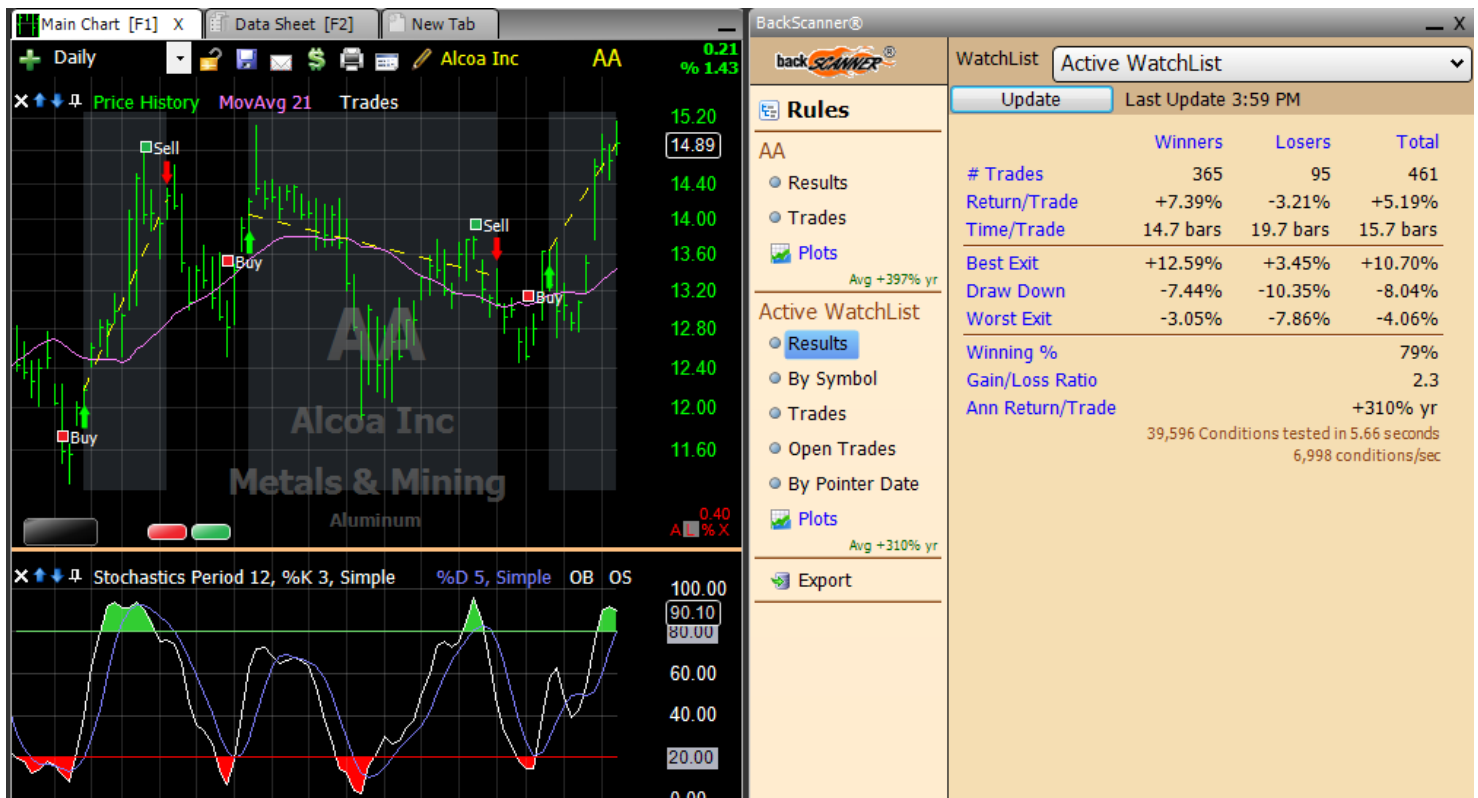 Main Chart [F1] X
Data Sheet [F2]
New Tab
Daily
Alcoa Inc
AA
0.21
% 1.43
Price History MovAvg 21 Trades
15.20
14.89
14.40
14.00
13.60
13.20
12.80
12.40
12.00
11.60
Sell
Buy
Sell
Buy
Buy
AA
Alcoa Inc
Metals & Mining
Aluminum
0.40
A L % X
Stochastics Period 12, %K 3, Simple %D 5, Simple OB OS
100.00
90.10
80.00
60.00
40.00
20.00
0.00
BackScanner®
X
back SCANNER ®
Rules
AA
Results
Trades
Plots
Avg +397% yr
Active WatchList
Results
By Symbol
Trades
Open Trades
By Pointer Date
Plots
Avg +310% yr
Export
WatchList Active WatchList
Update Last Update 3:59 PM
Winners Losers Total
# Trades 365 95 461
Return/Trade +7.39% -3.21% +5.19%
Time/Trade 14.7 bars 19.7 bars 15.7 bars
Best Exit +12.59% +3.45% +10.70%
Draw Down -7.44% -10.35% -8.04%
Worst Exit -3.05% -7.86% -4.06%
Winning % 79%
Gain/Loss Ratio 2.3
Ann Return/Trade +310% yr
39,596 Conditions tested in 5.66 seconds
6,998 conditions/sec